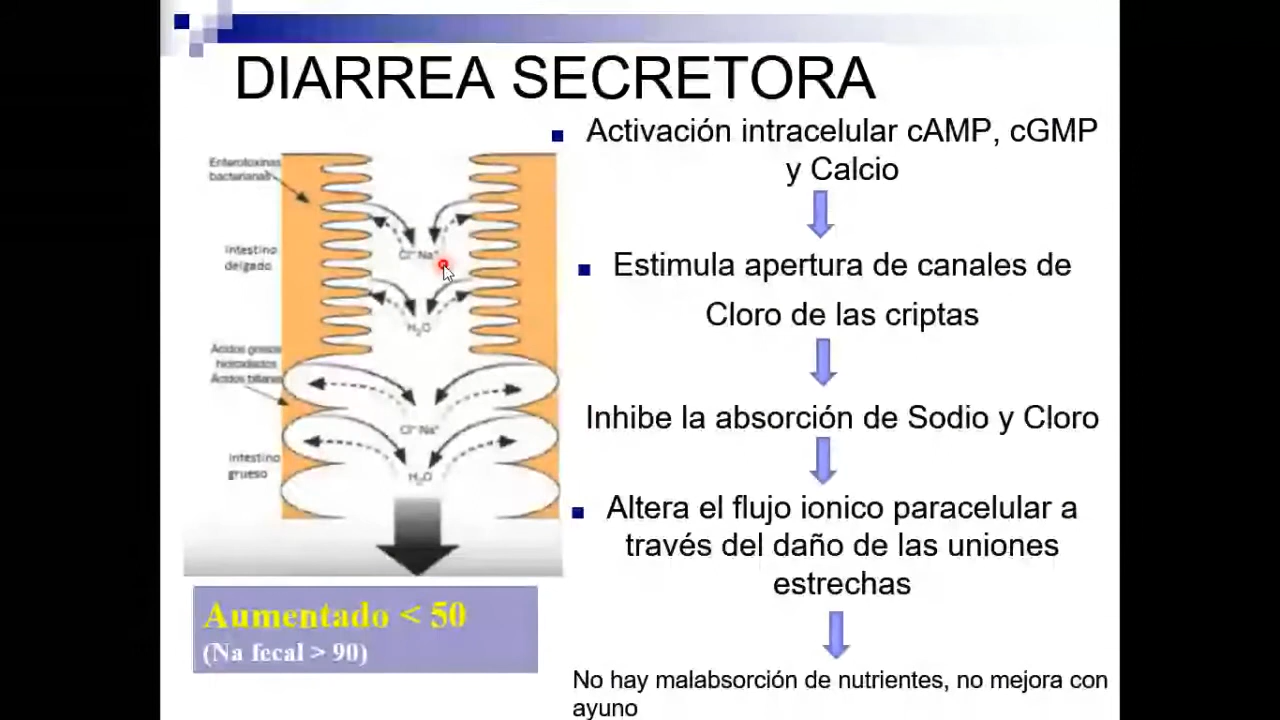 DIARREA SECRETORA
Activación intracelular cAMP, cGMP
y Calcio
Estimula apertura de canales de
Cloro de las criptas
Inhibe la absorción de Sodio y Cloro
Altera el flujo ionico paracelular a
través del daño de las uniones
estrechas
No hay malabsorción de nutrientes, no mejora con
ayuno
Enterotoxinas
bacterianas
Cl⁻ Na⁺
Intestino
delgado
H₂O
Ácidos grasos
hidroxilados
Ácidos biliares
Cl⁻ Na⁺
Intestino
grueso
H₂O
Aumentado < 50
(Na fecal > 90)